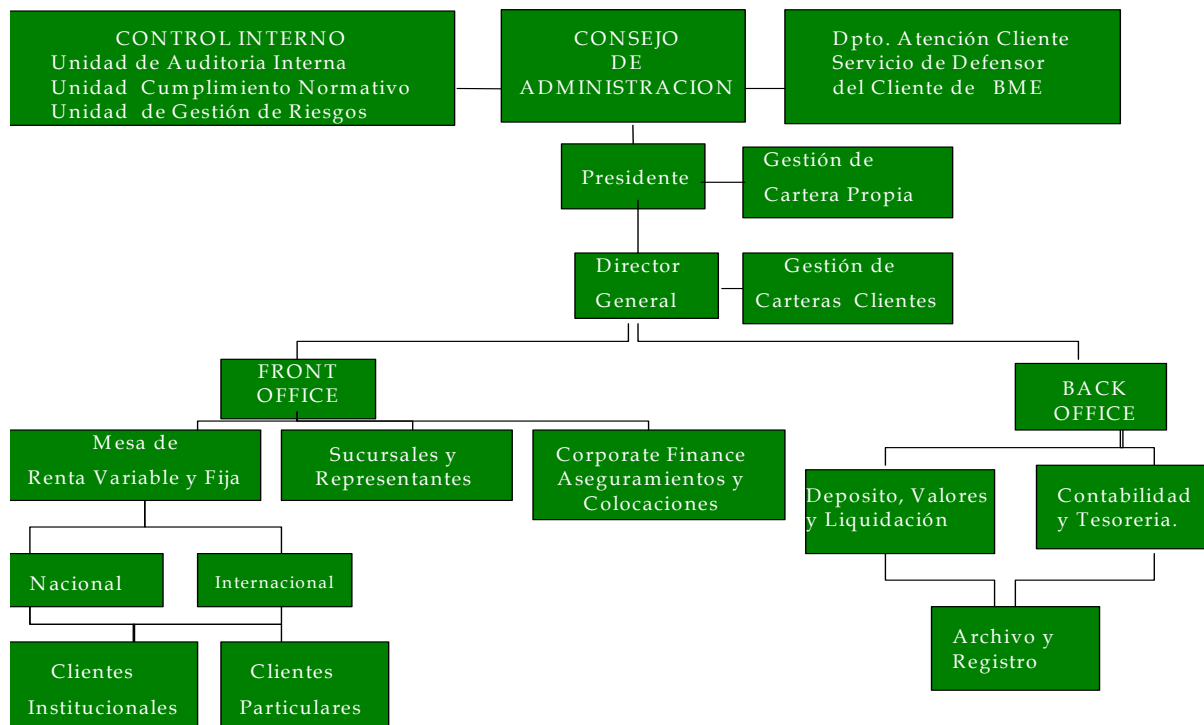 CONTROL INTERNO
Unidad de Auditoria Interna
Unidad Cumplimiento Normativo
Unidad de Gestión de Riesgos
CONSEJO
DE
ADMINISTRACION
Dpto. Atención Cliente
Servicio de Defensor
del Cliente de BME
Presidente
Gestión de
Cartera Propia
Director
General
Gestión de
Carteras Clientes
FRONT
OFFICE
BACK
OFFICE
Mesa de
Renta Variable y Fija
Sucursales y
Representantes
Corporate Finance
Aseguramientos y
Colocaciones
Deposito, Valores
y Liquidación
Contabilidad
y Tesoreria.
Nacional
Internacional
Archivo y
Registro
Clientes
Institucionales
Clientes
Particulares